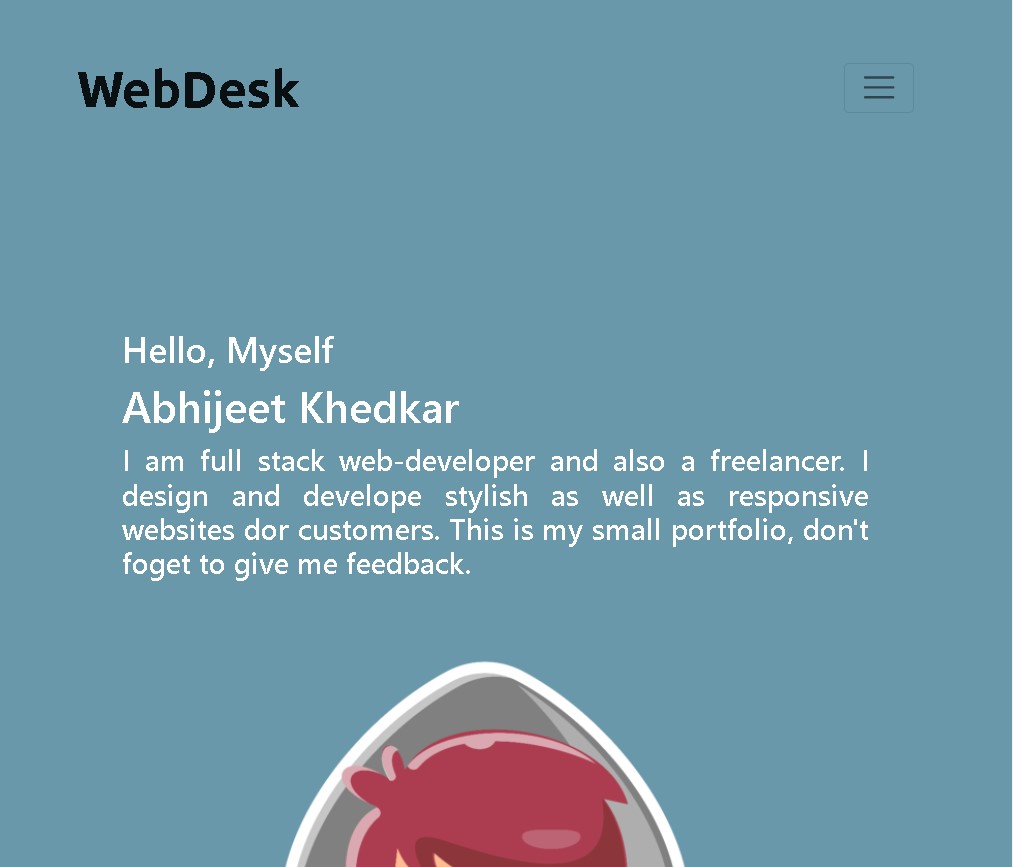 WebDesk
Hello, Myself
Abhijeet Khedkar
I am full stack web-developer and also a freelancer. I
design and develope stylish as well as responsive
websites dor customers. This is my small portfolio, don't
foget to give me feedback.